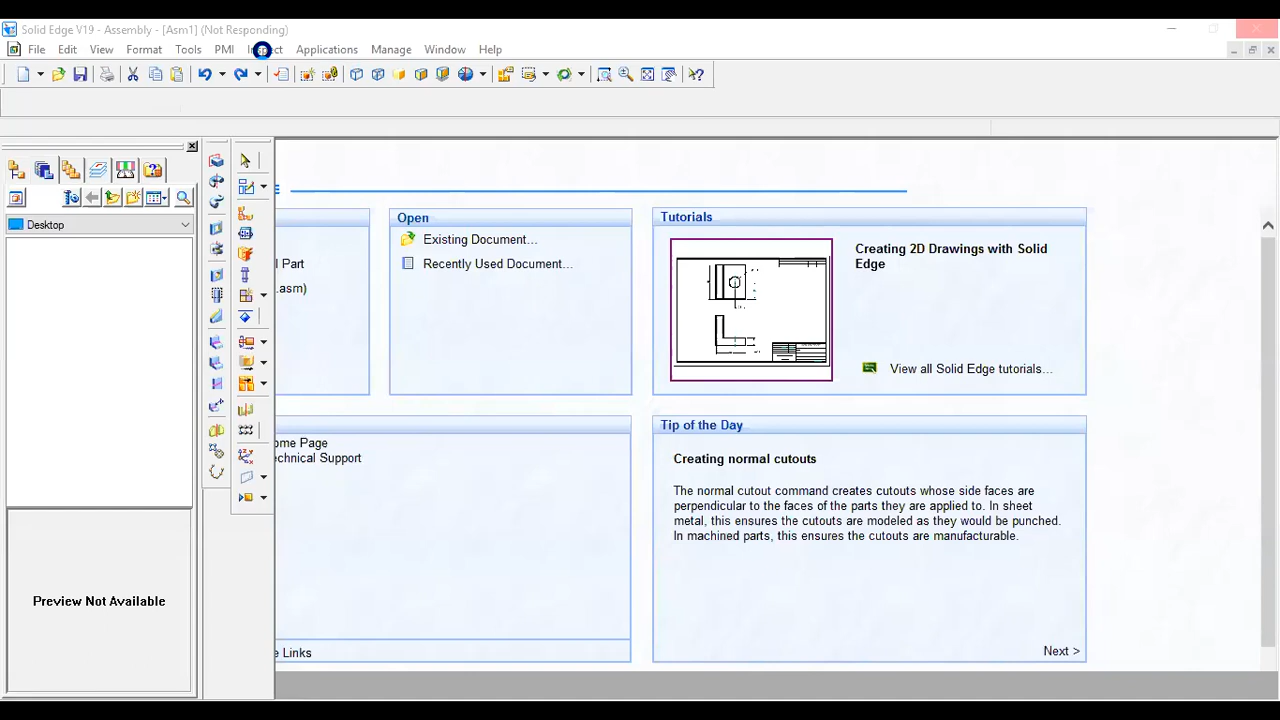 Solid Edge V19 - Assembly - [Asm1] (Not Responding)
File Edit View Format Tools PMI Applications Manage Window Help
Desktop
Preview Not Available
l Part
.asm)
Open
Existing Document...
Recently Used Document...
Tutorials
Creating 2D Drawings with Solid
Edge
View all Solid Edge tutorials...
ome Page
echnical Support
e Links
Tip of the Day
Creating normal cutouts
The normal cutout command creates cutouts whose side faces are
perpendicular to the faces of the parts they are applied to. In sheet
metal, this ensures the cutouts are modeled as they would be punched.
In machined parts, this ensures the cutouts are manufacturable.
Next >